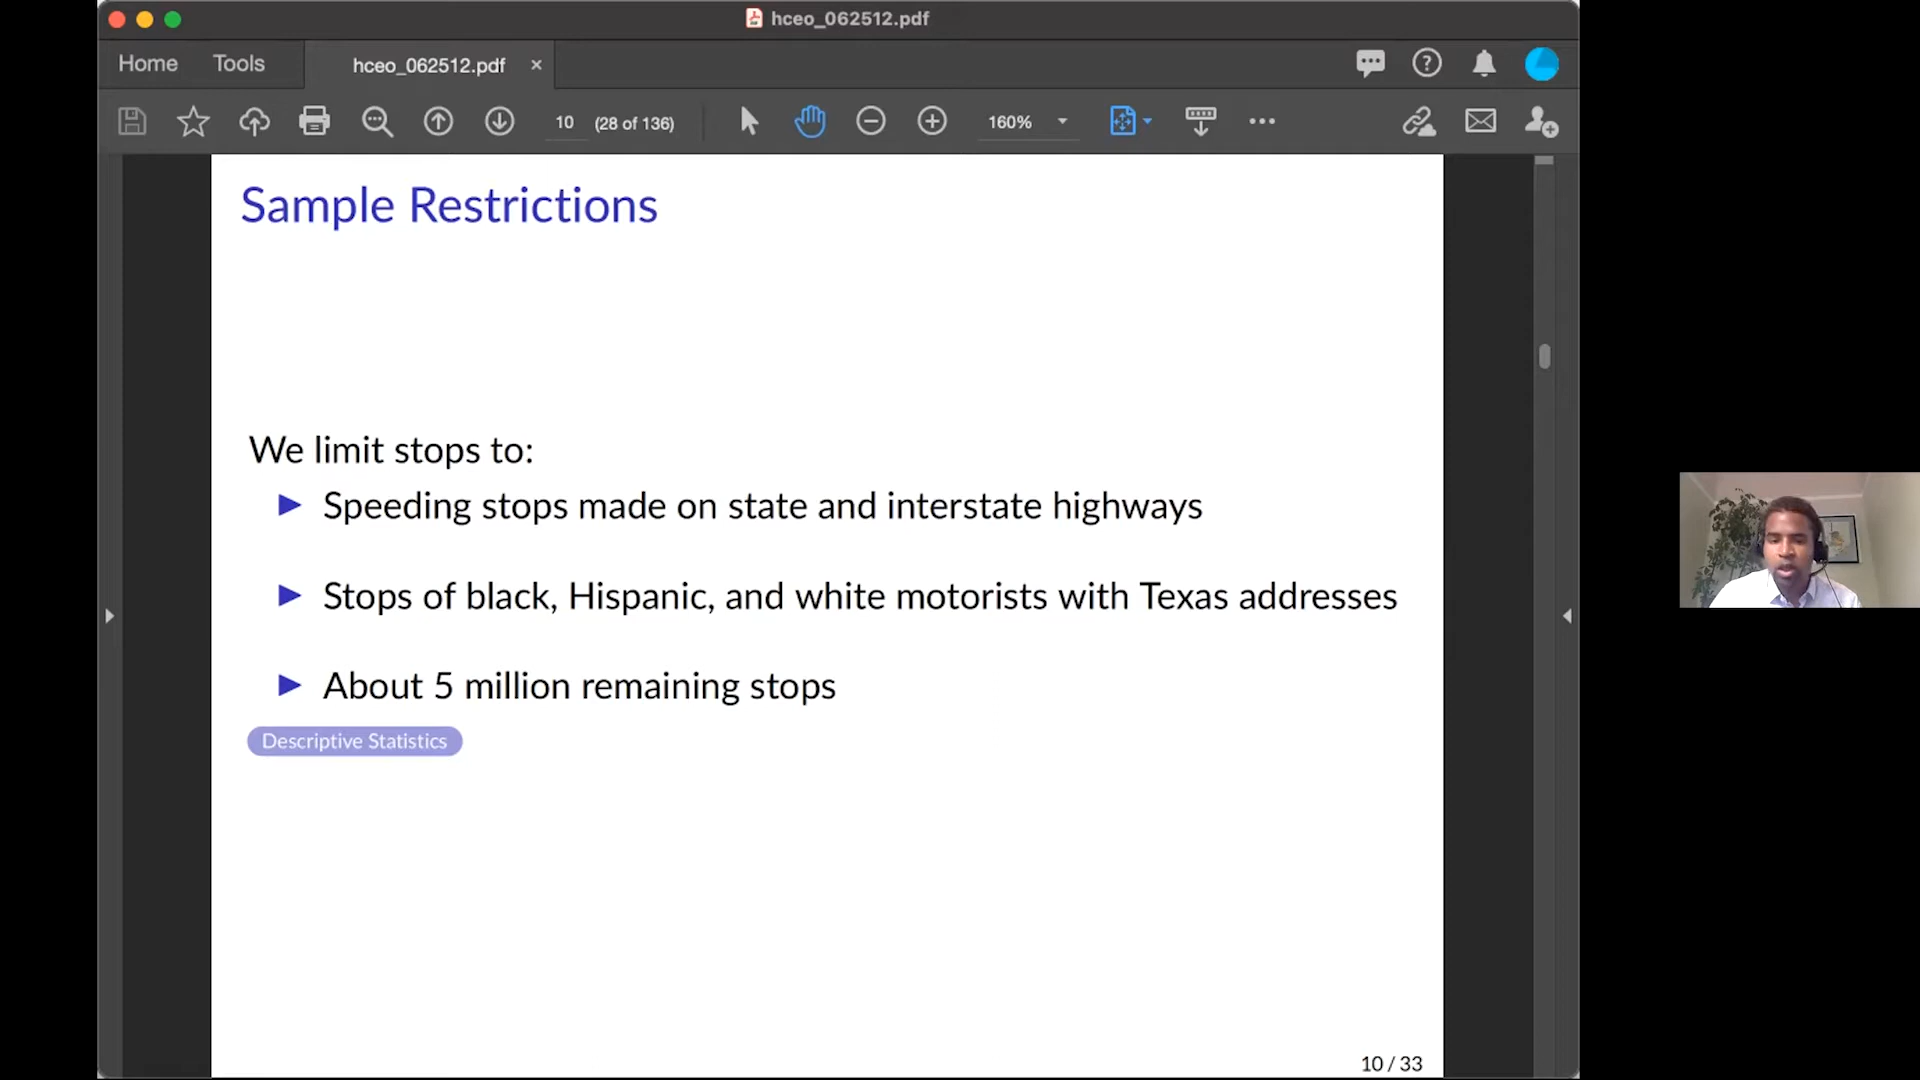 hceo_062512.pdf
Home Tools hceo_062512.pdf
10 (28 of 136) 160%
Sample Restrictions
We limit stops to:
Speeding stops made on state and interstate highways
Stops of black, Hispanic, and white motorists with Texas addresses
About 5 million remaining stops
Descriptive Statistics
10 / 33